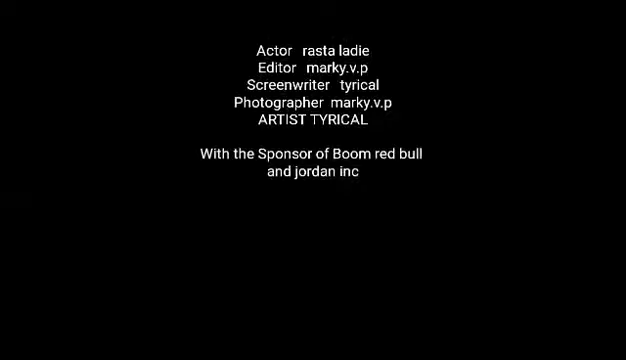 Actor rasta ladie
Editor marky.v.p
Screenwriter tyrical
Photographer marky.v.p
ARTIST TYRICAL
With the Sponsor of Boom red bull
and jordan inc